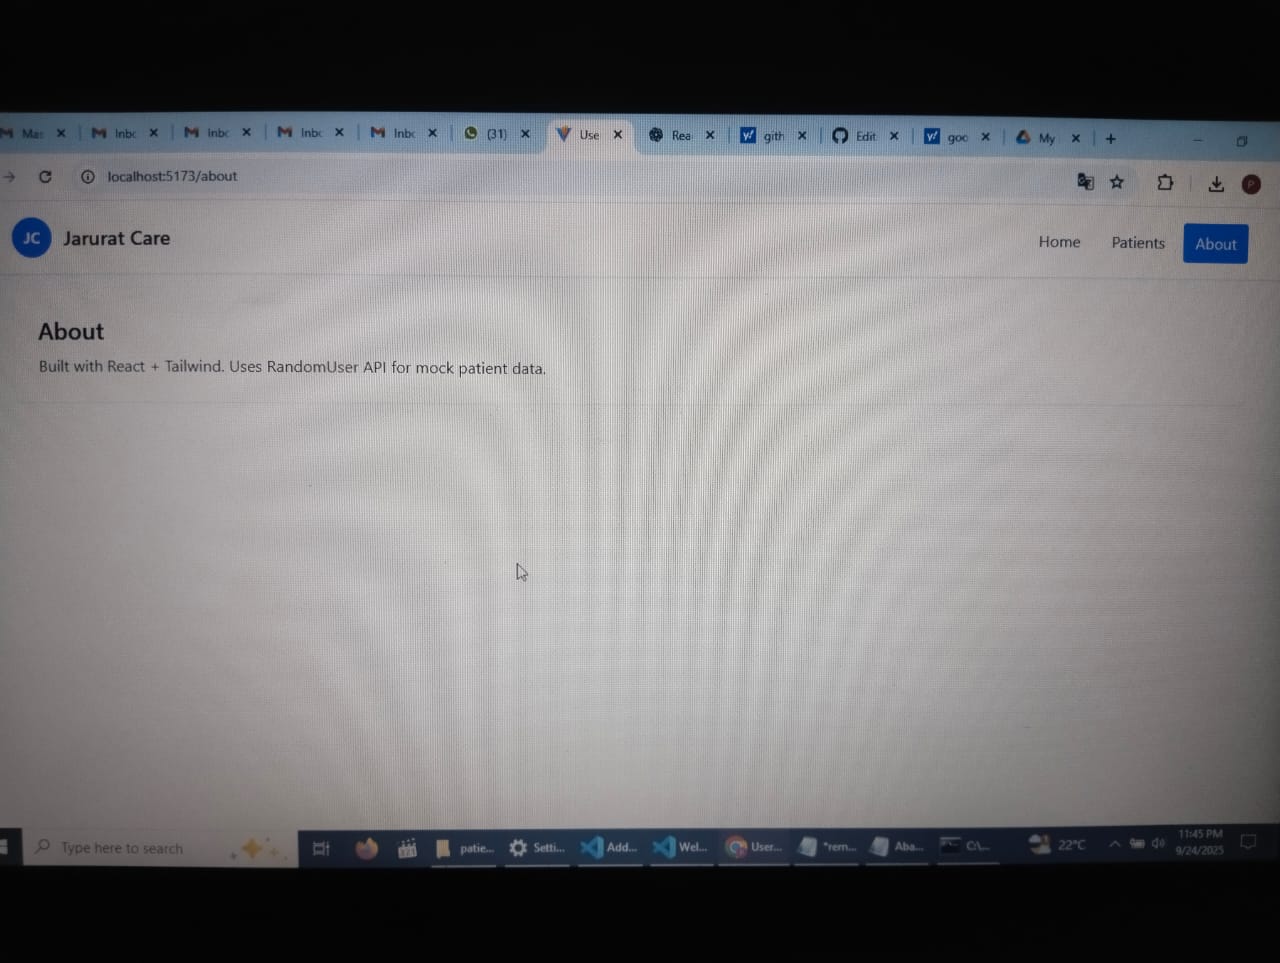 Mas
Inbc
Inbc
Inbc
Inbc
(31)
Use
Rea
gith
Edit
goc
My
localhost:5173/about
P
JC
Jarurat Care
Home
Patients
About
About
Built with React + Tailwind. Uses RandomUser API for mock patient data.
Type here to search
patie...
Setti...
Add...
Wel...
User...
*rem...
Aba...
C:\...
22°C
11:45 PM
9/24/2025